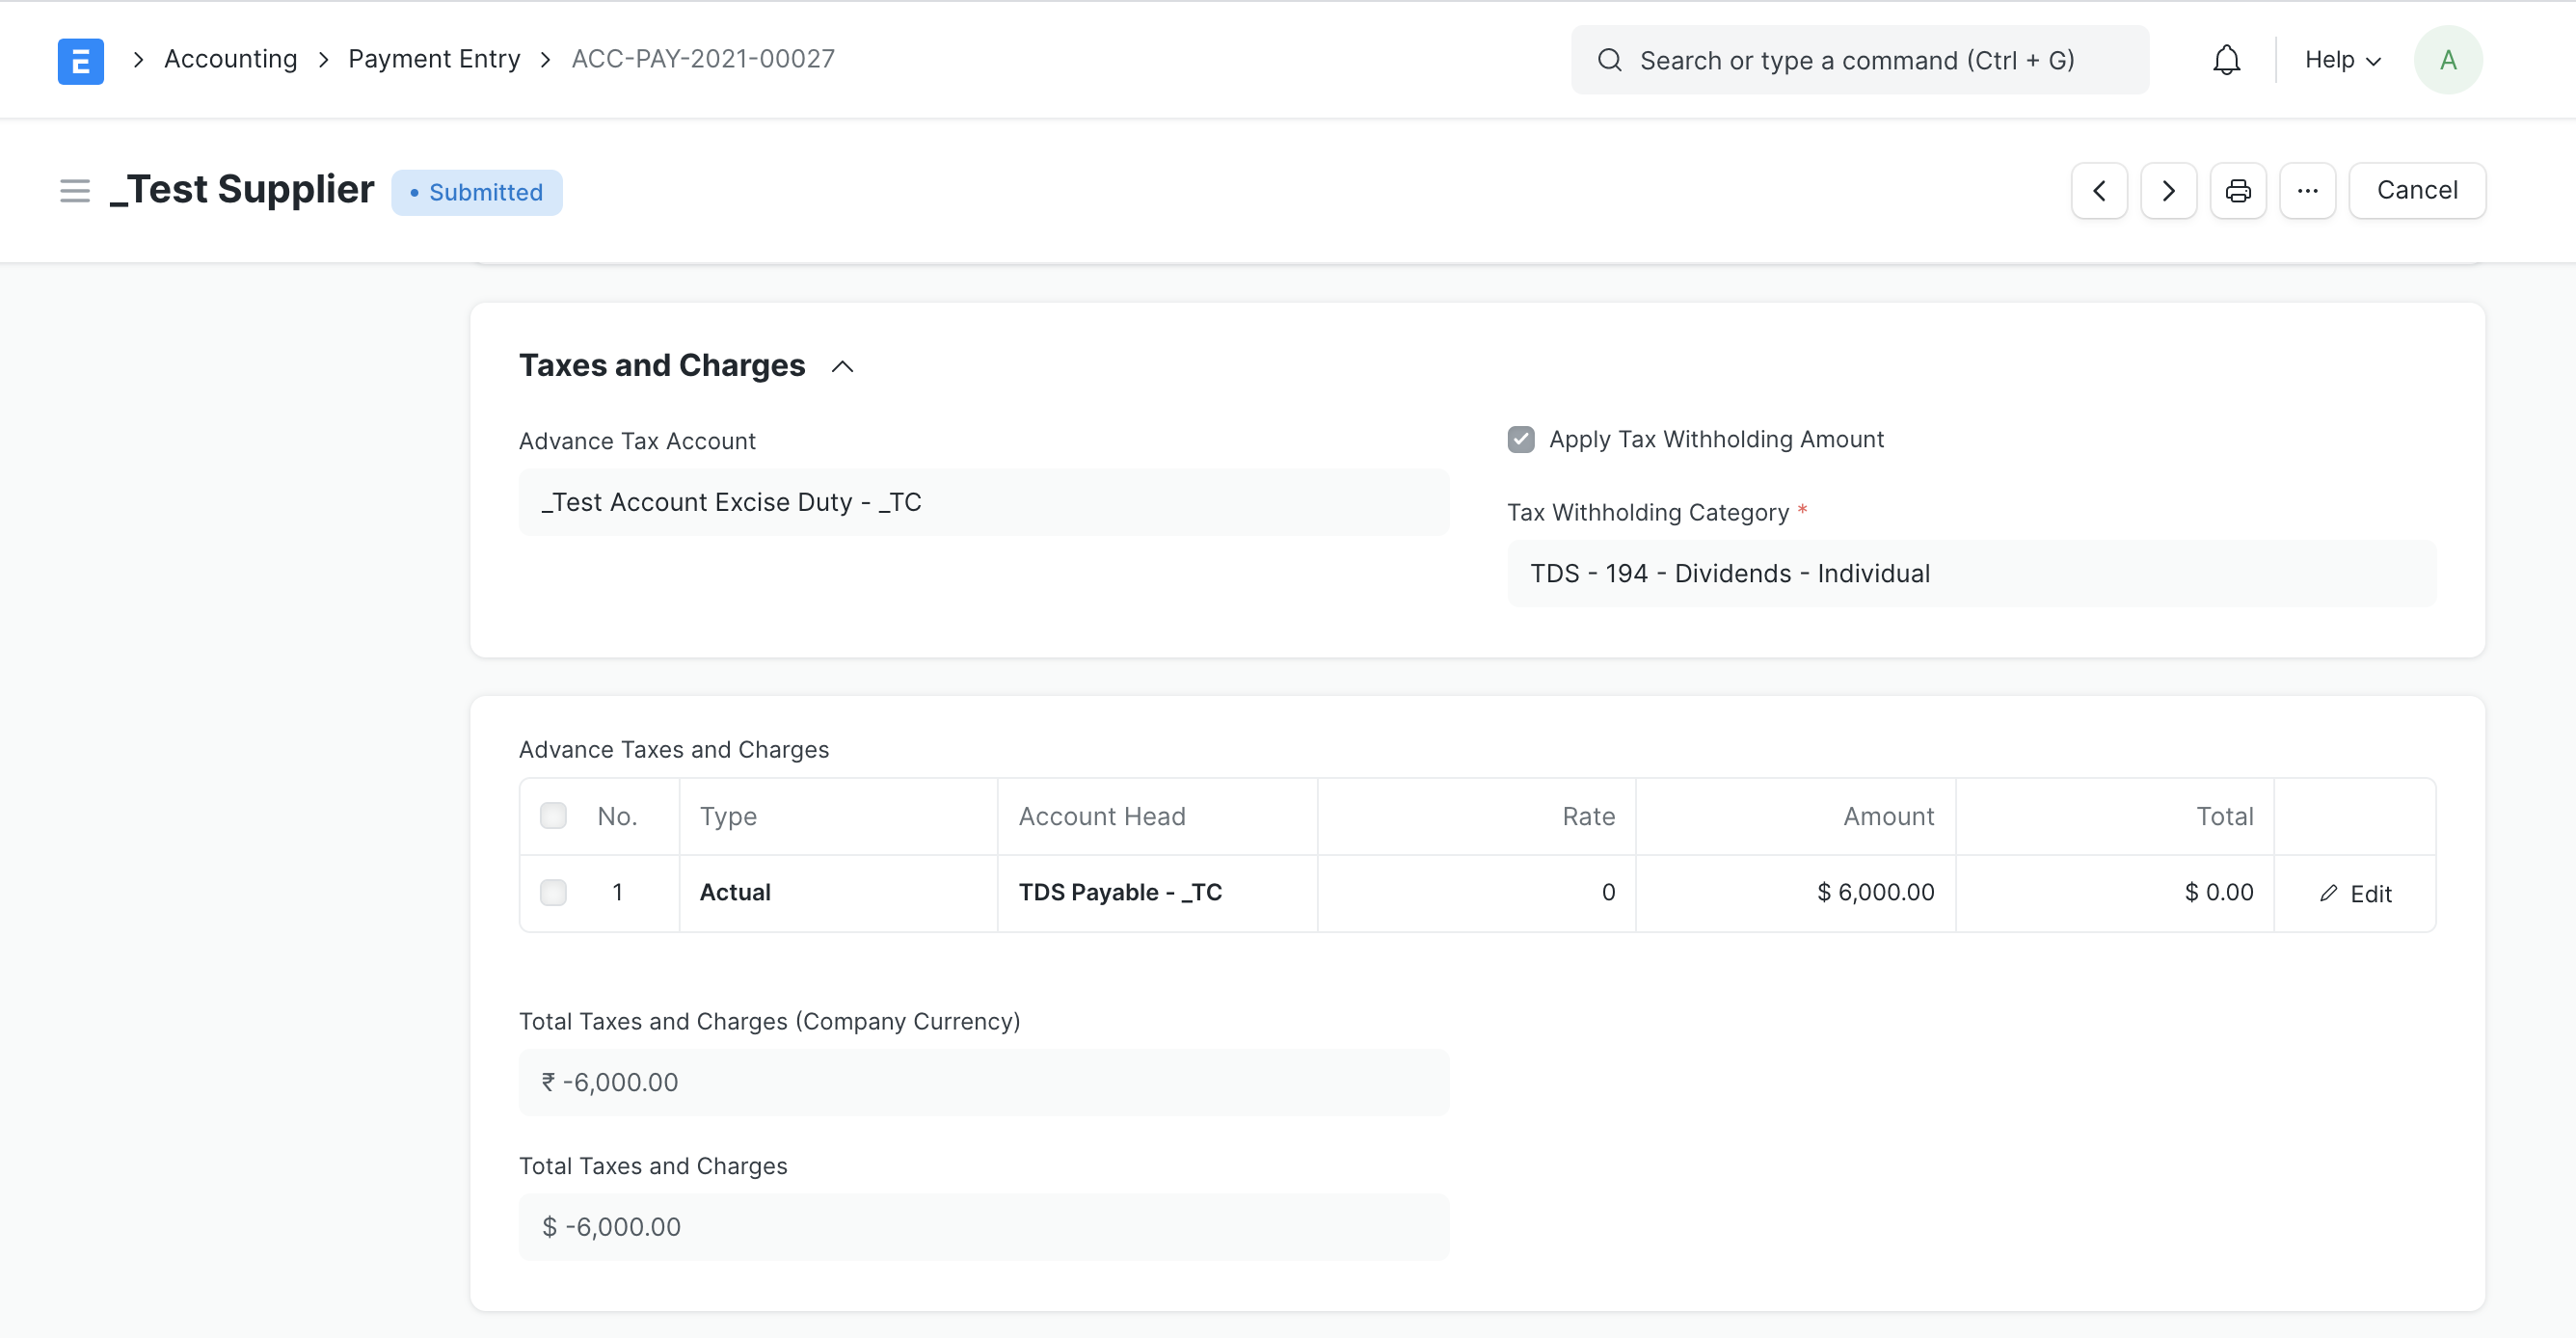 E Accounting Payment Entry ACC-PAY-2021-00027 Search or type a command (Ctrl + G) Help A
_Test Supplier • Submitted ... Cancel
Taxes and Charges
Advance Tax Account
_Test Account Excise Duty - _TC
Apply Tax Withholding Amount
Tax Withholding Category *
TDS - 194 - Dividends - Individual
Advance Taxes and Charges
No. Type Account Head Rate Amount Total
1 Actual TDS Payable - _TC 0 $ 6,000.00 $ 0.00 Edit
Total Taxes and Charges (Company Currency)
₹ -6,000.00
Total Taxes and Charges
$ -6,000.00